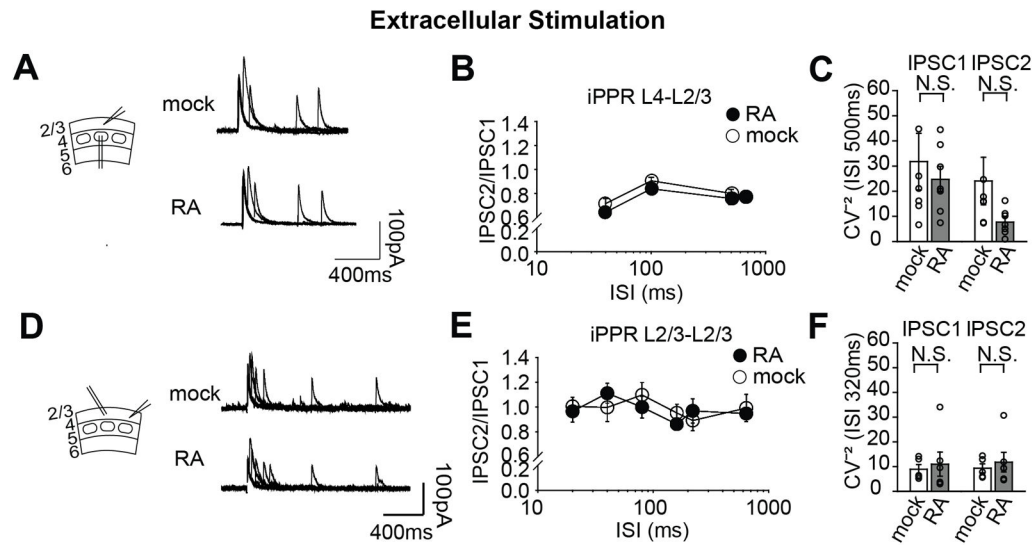 Extracellular Stimulation
A
2/3
4
5
6
mock
RA
100pA
400ms
B
iPPR L4-L2/3
RA
mock
IPSC2/IPSC1
1.4
1.2
1.0
0.8
0.6
0.2
0.0
10
100
1000
ISI (ms)
C
IPSC1 IPSC2
N.S. N.S.
CV⁻² (ISI 500ms)
60
50
40
30
20
10
0
mock
RA
mock
RA
D
2/3
4
5
6
mock
RA
100pA
400ms
E
iPPR L2/3-L2/3
RA
mock
IPSC2/IPSC1
1.4
1.2
1.0
0.8
0.6
0.2
0.0
10
100
1000
ISI (ms)
F
IPSC1 IPSC2
N.S. N.S.
CV⁻² (ISI 320ms)
60
50
40
30
20
10
0
mock
RA
mock
RA